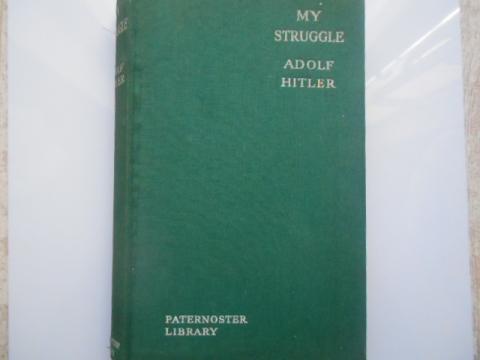 MY
STRUGGLE
ADOLF
HITLER
PATERNOSTER
LIBRARY